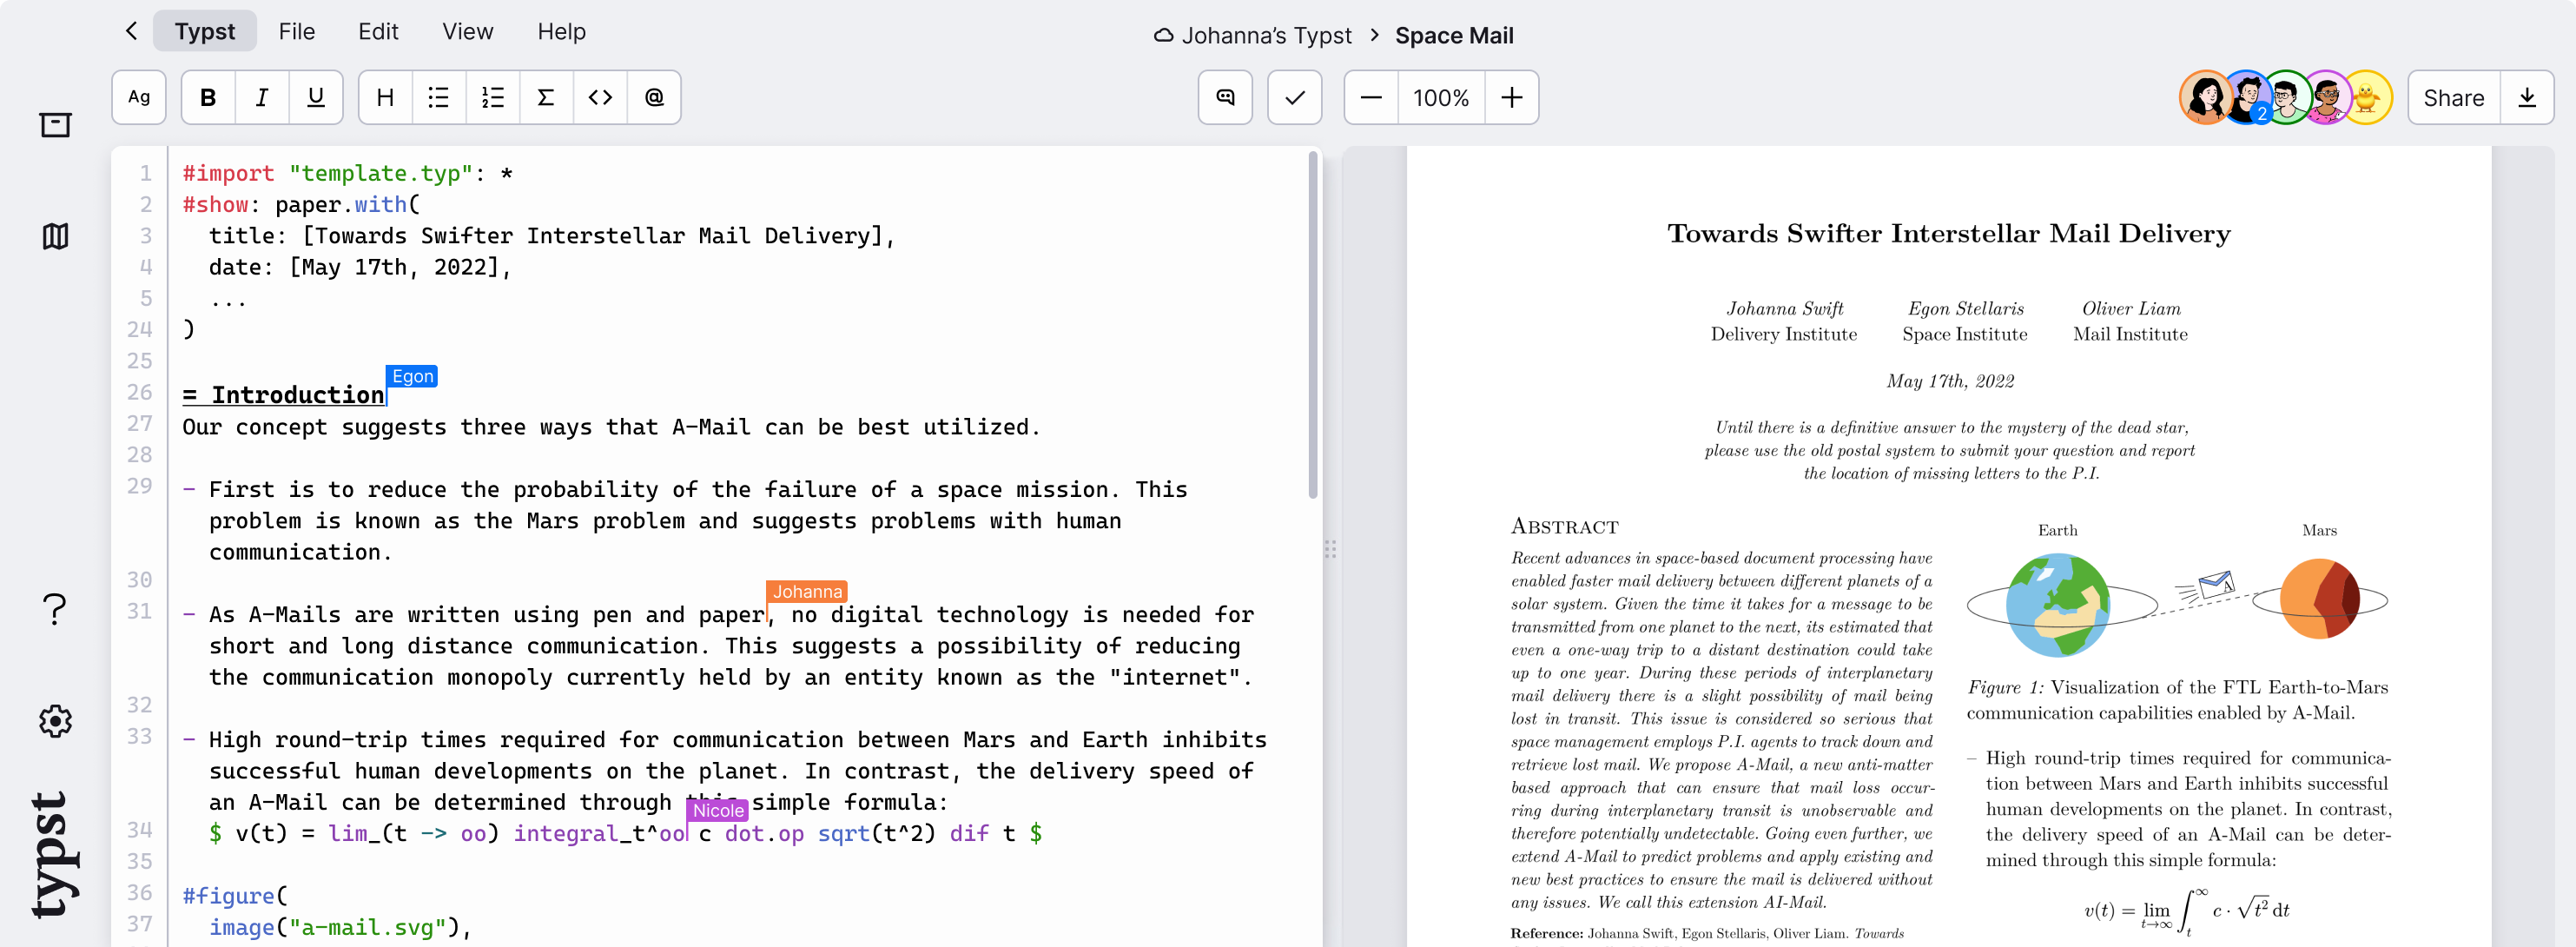 Typst File Edit View Help
Johanna’s Typst > Space Mail
Ag B I U H Σ <> @
100%
2
Share
typst
1 #import "template.typ": *
2 #show: paper.with(
3 title: [Towards Swifter Interstellar Mail Delivery],
4 date: [May 17th, 2022],
5 ...
24 )
25
Egon
26 = Introduction
27 Our concept suggests three ways that A-Mail can be best utilized.
28
29 - First is to reduce the probability of the failure of a space mission. This
problem is known as the Mars problem and suggests problems with human
communication.
30
Johanna
31 - As A-Mails are written using pen and paper, no digital technology is needed for
short and long distance communication. This suggests a possibility of reducing
the communication monopoly currently held by an entity known as the "internet".
32
33 - High round-trip times required for communication between Mars and Earth inhibits
successful human developments on the planet. In contrast, the delivery speed of
an A-Mail can be determined through this simple formula:
Nicole
34 $ v(t) = lim_(t -> oo) integral_t^oo c dot.op sqrt(t^2) dif t $
35
36 #figure(
37 image("a-mail.svg"),
Towards Swifter Interstellar Mail Delivery
Johanna Swift Egon Stellaris Oliver Liam
Delivery Institute Space Institute Mail Institute
May 17th, 2022
Until there is a definitive answer to the mystery of the dead star,
please use the old postal system to submit your question and report
the location of missing letters to the P.I.
ABSTRACT
Recent advances in space-based document processing have
enabled faster mail delivery between different planets of a
solar system. Given the time it takes for a message to be
transmitted from one planet to the next, its estimated that
even a one-way trip to a distant destination could take
up to one year. During these periods of interplanetary
mail delivery there is a slight possibility of mail being
lost in transit. This issue is considered so serious that
space management employs P.I. agents to track down and
retrieve lost mail. We propose A-Mail, a new anti-matter
based approach that can ensure that mail loss occur-
ring during interplanetary transit is unobservable and
therefore potentially undetectable. Going even further, we
extend A-Mail to predict problems and apply existing and
new best practices to ensure the mail is delivered without
any issues. We call this extension AI-Mail.
Reference: Johanna Swift, Egon Stellaris, Oliver Liam. Towards
Earth Mars
A
Figure 1: Visualization of the FTL Earth-to-Mars
communication capabilities enabled by A-Mail.
– High round-trip times required for communica-
tion between Mars and Earth inhibits successful
human developments on the planet. In contrast,
the delivery speed of an A-Mail can be deter-
mined through this simple formula:
v(t) = lim t→∞ ∫ t ∞ c · √t² dt